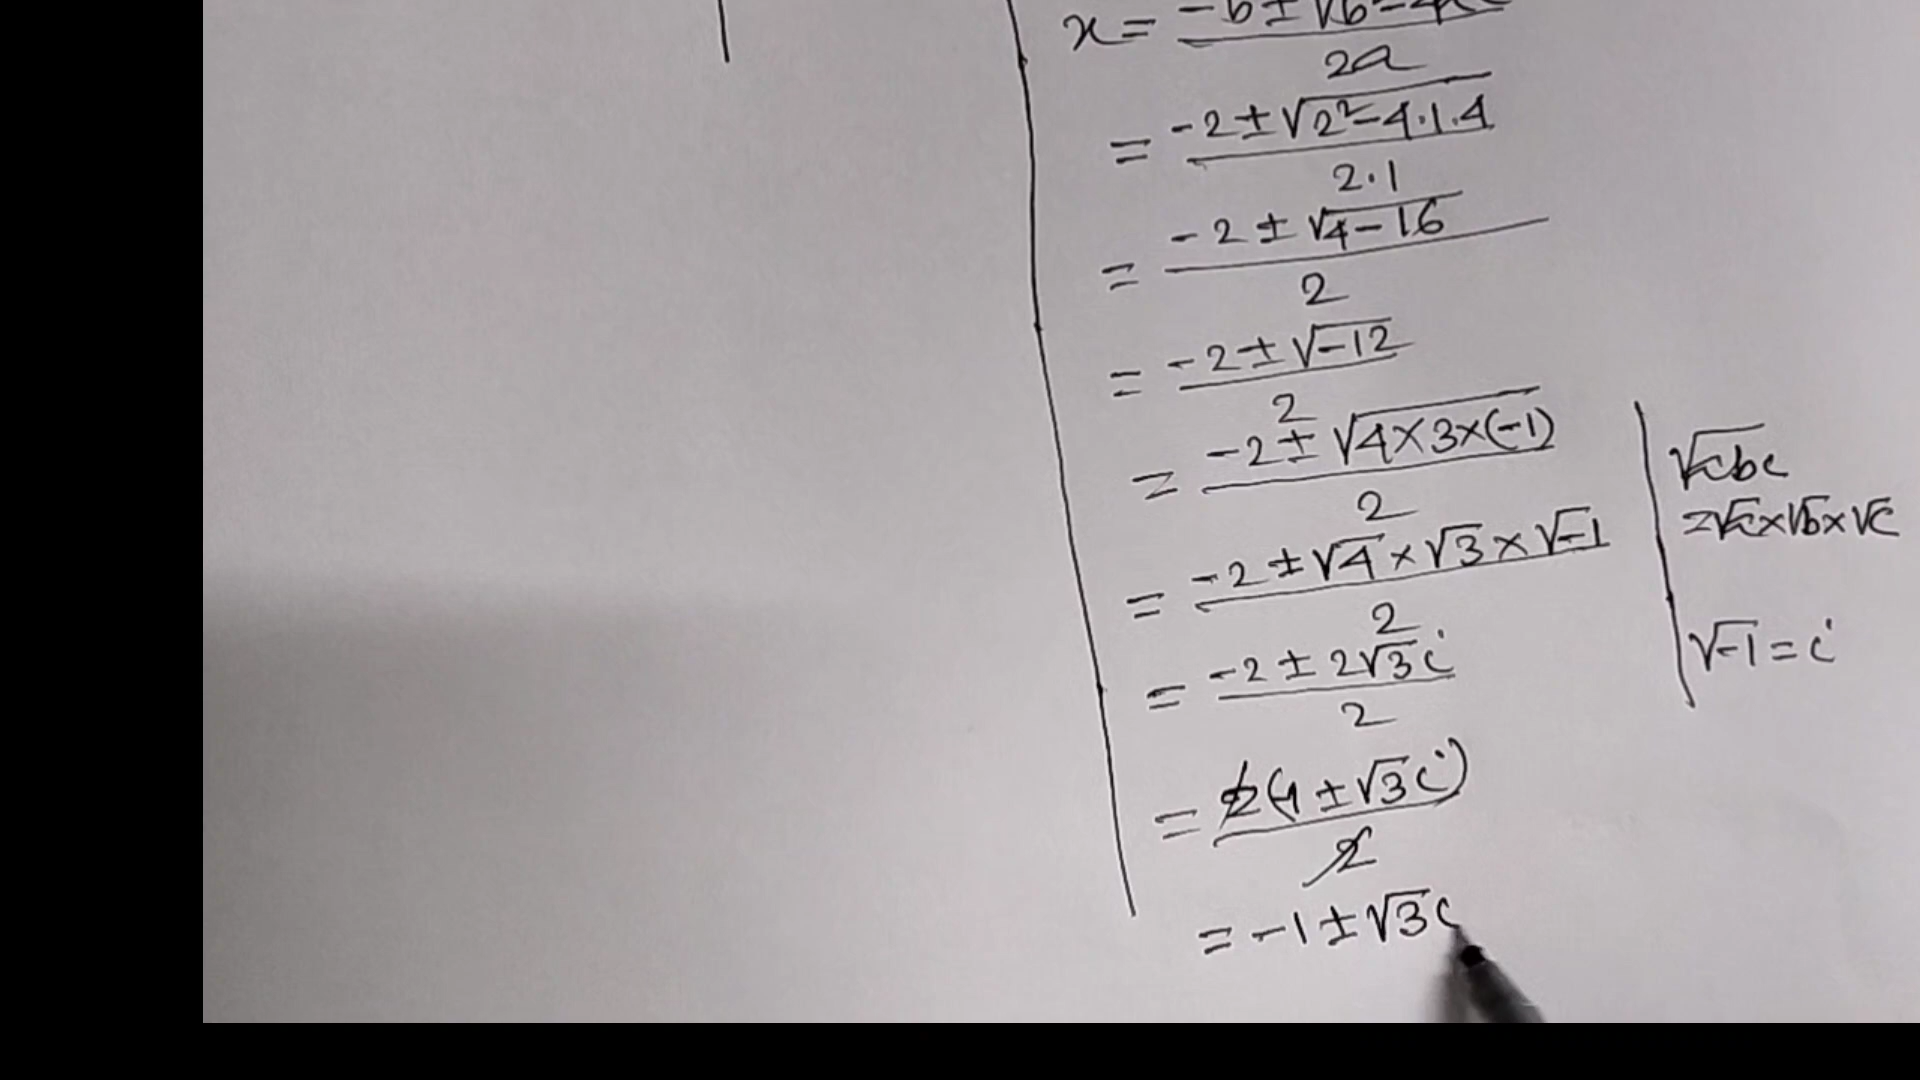 x = -b ± √b - 4ac / 2a
= -2 ± √2² - 4.1.4 / 2.1
= -2 ± √4 - 16 / 2
= -2 ± √-12 / 2
= -2 ± √4 × 3 × (-1) / 2
= -2 ± √4 × √3 × √-1 / 2
= -2 ± 2√3 i / 2
= 2(-1 ± √3 i) / 2
= -1 ± √3 i
√abc
= √a × √b × √c
√-1 = i